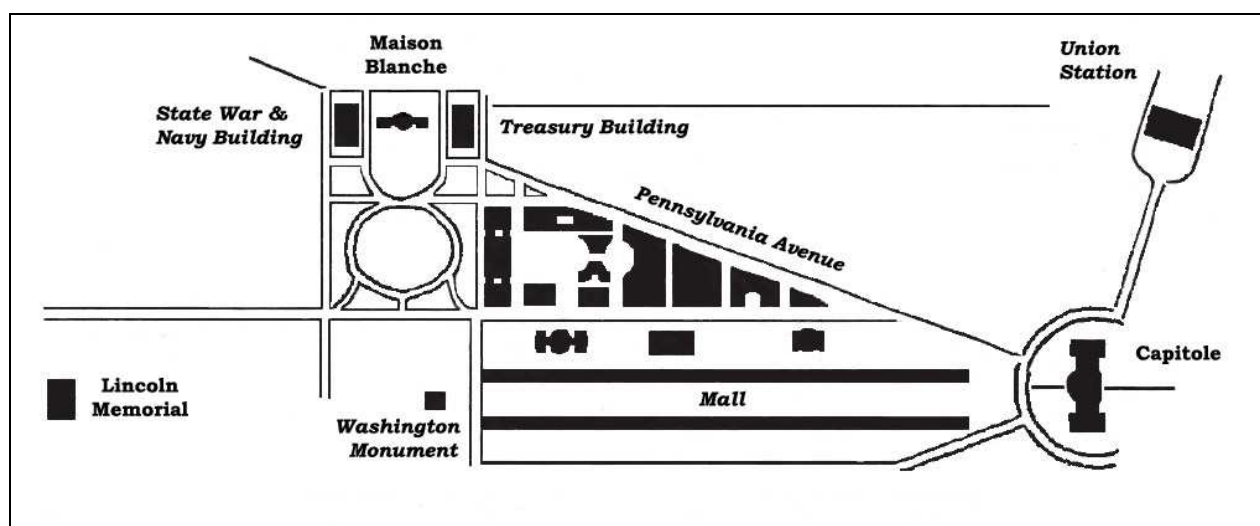 Maison
Blanche
Union
Station
State War &
Navy Building
Treasury Building
Pennsylvania Avenue
Capitole
Lincoln
Memorial
Mall
Washington
Monument